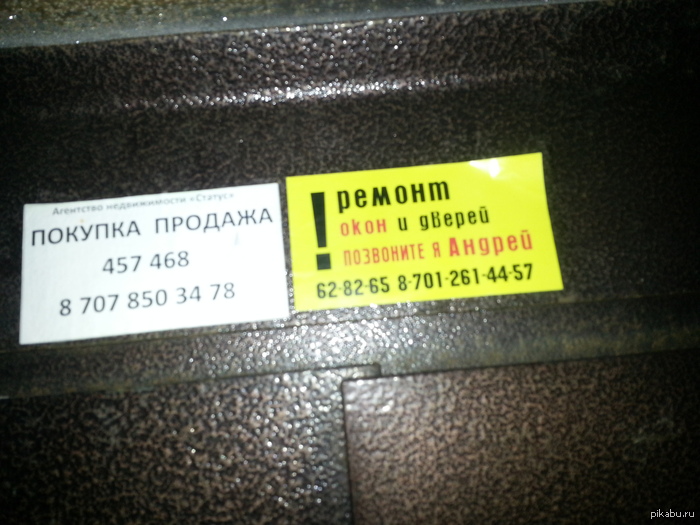 Агентство недвижимости «Статус»
ПОКУПКА ПРОДАЖА
457 468
8 707 850 34 78
! ремонт
окон и дверей
позвоните я Андрей
62-82-65 8-701-261-44-57
pikabu.ru